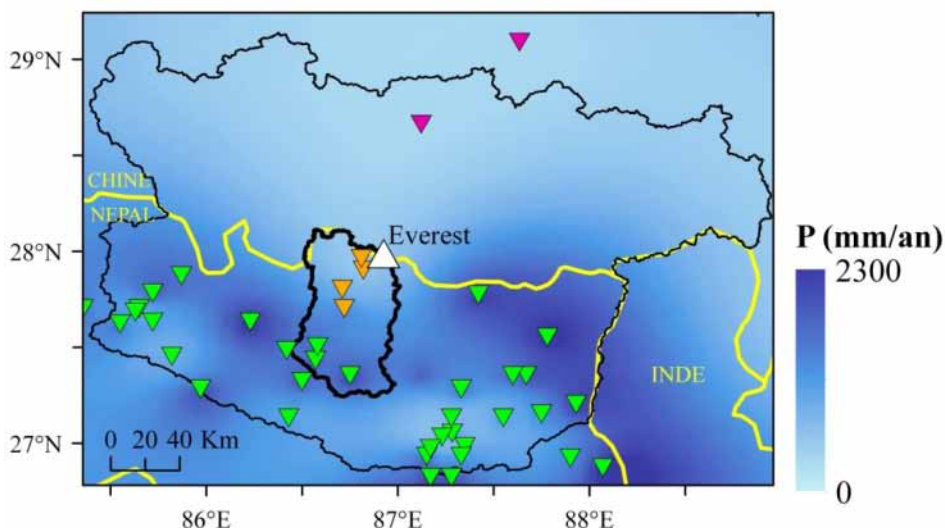 29°N
CHINE
NEPAL
28°N
Everest
P (mm/an)
2300
INDE
27°N
0 20 40 Km
0
86°E 87°E 88°E